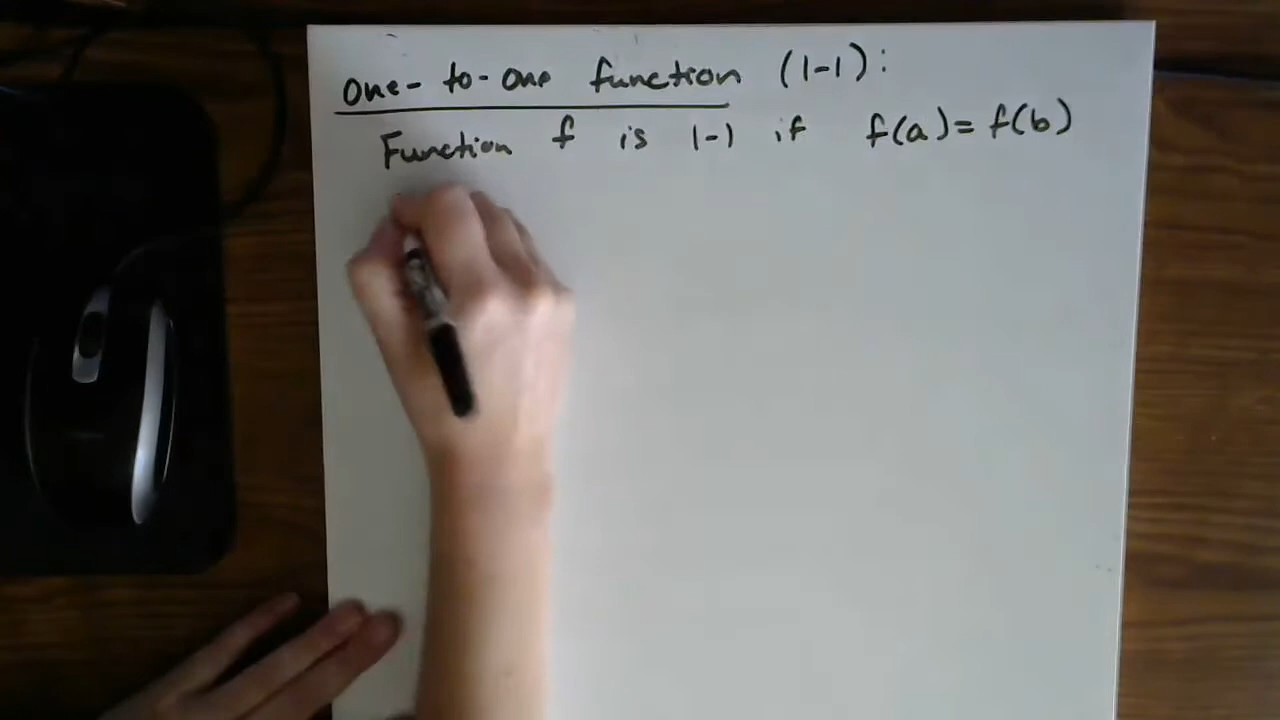 one-to-one function (1-1):
Function f is 1-1 if f(a)= f(b)